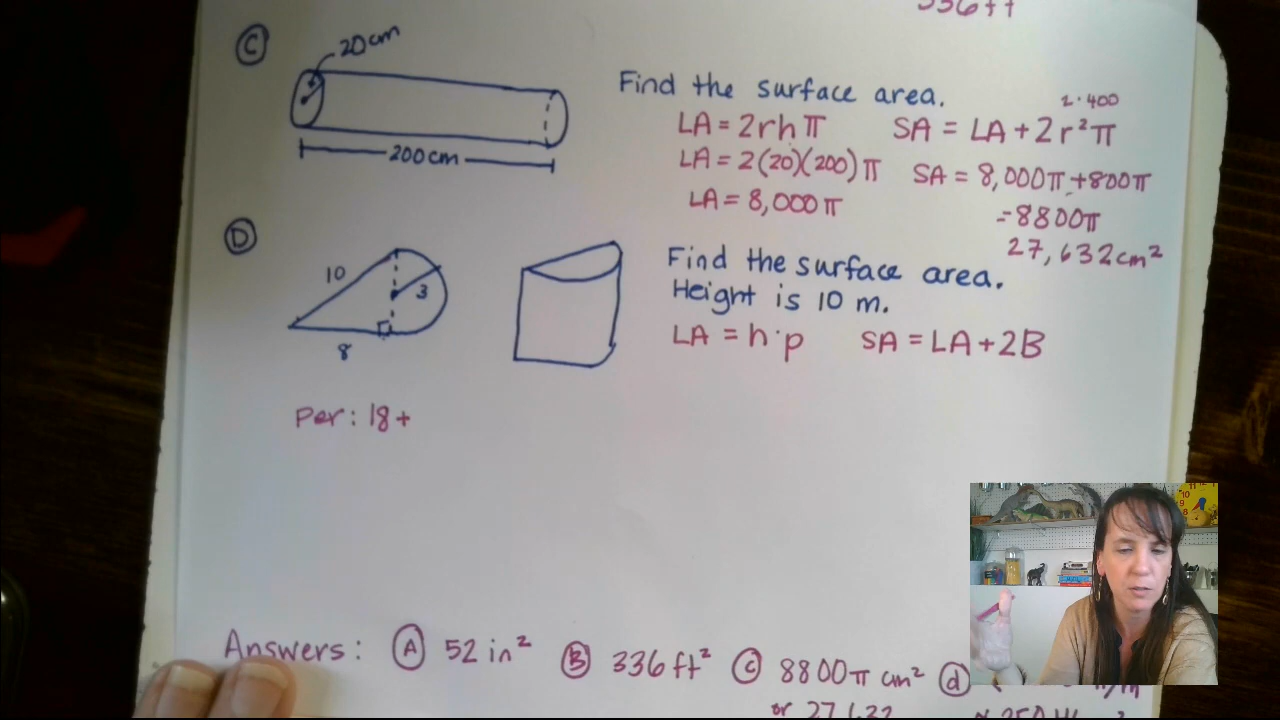 336ft
C
20cm
200cm
Find the surface area.
2·400
LA = 2rhπ
SA = LA + 2r²π
LA = 2(20)(200)π
SA = 8,000π + 800π
LA = 8,000π
= 8800π
27,632cm²
D
10
3
8
Find the surface area.
Height is 10 m.
LA = h·p
SA = LA + 2B
Per: 18 +
Answers: A 52 in² B 336 ft² C 8800π cm² d
or 27,632